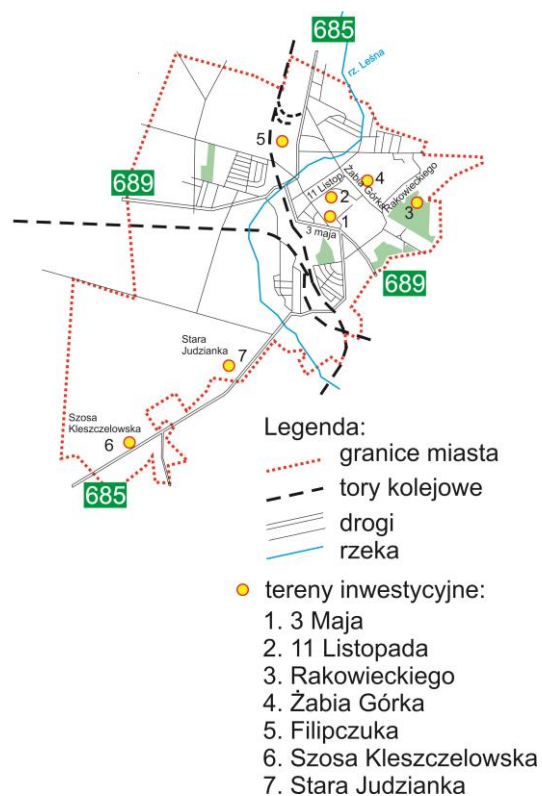 685
rz. Leśna
5
689
11 Listop.
Żabia Górka
4
Rakowieckiego
2
3
1
3 maja
689
Stara
Judzianka
7
Szosa
Kleszczelowska
6
685
Legenda:
granice miasta
tory kolejowe
drogi
rzeka
tereny inwestycyjne:
1. 3 Maja
2. 11 Listopada
3. Rakowieckiego
4. Żabia Górka
5. Filipczuka
6. Szosa Kleszczelowska
7. Stara Judzianka